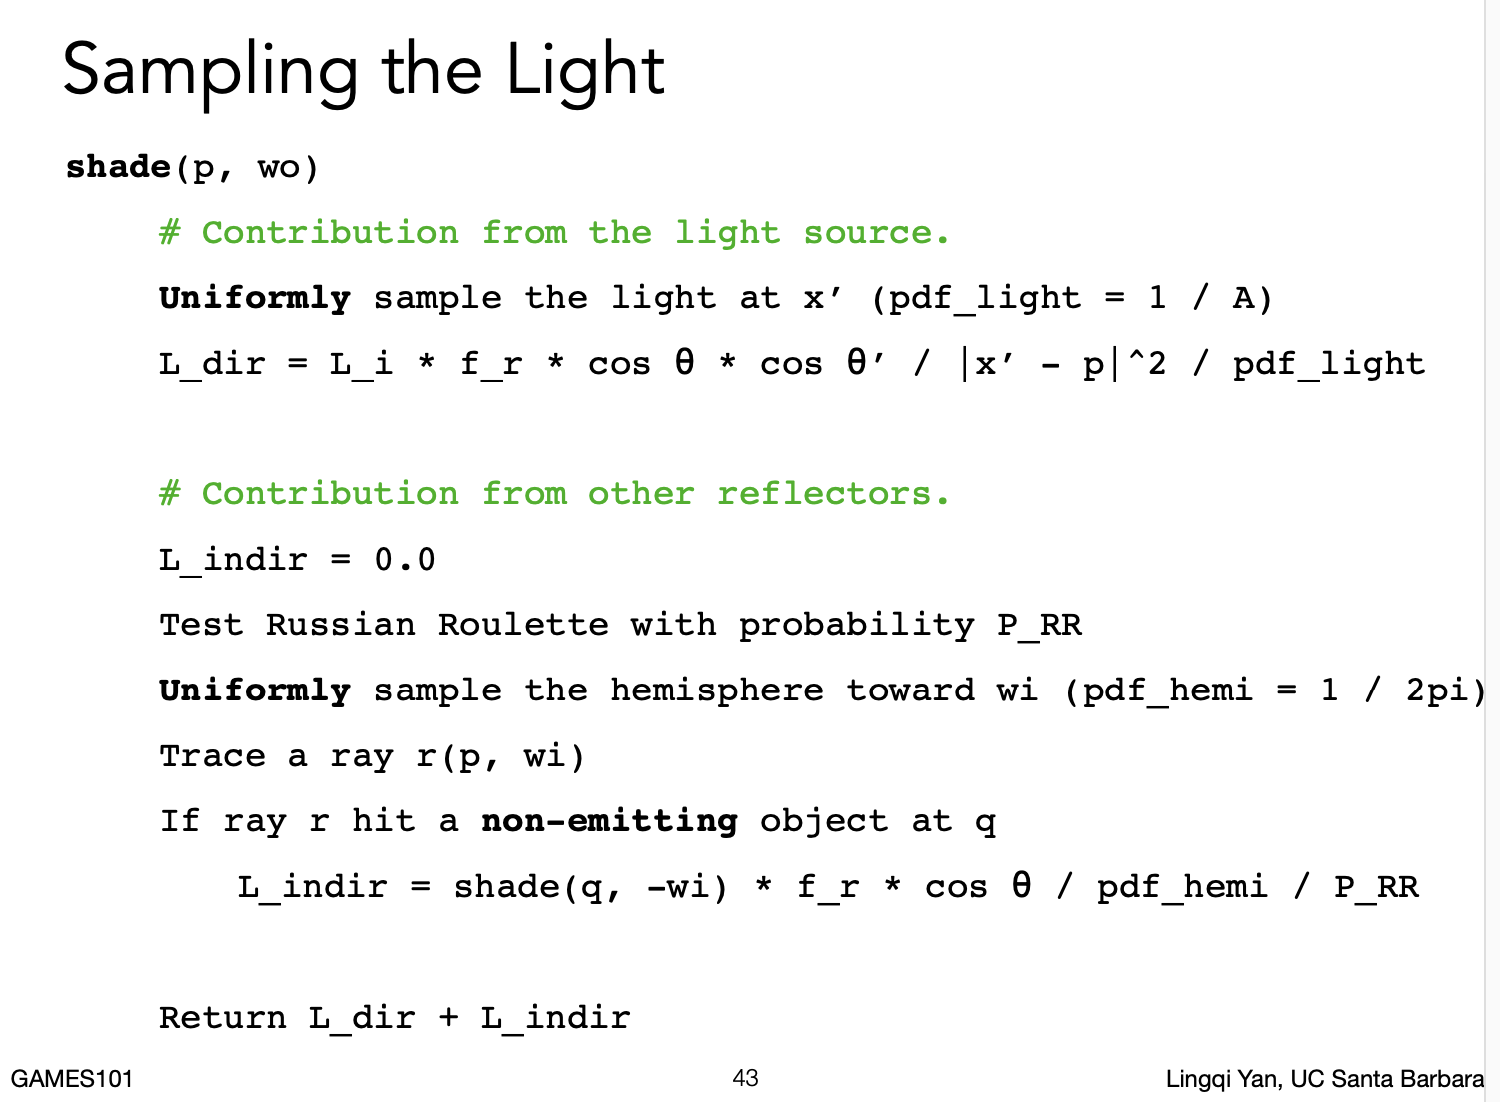 Sampling the Light
shade(p, wo)
# Contribution from the light source.
Uniformly sample the light at x’ (pdf_light = 1 / A)
L_dir = L_i * f_r * cos θ * cos θ’ / |x’ - p|^2 / pdf_light
# Contribution from other reflectors.
L_indir = 0.0
Test Russian Roulette with probability P_RR
Uniformly sample the hemisphere toward wi (pdf_hemi = 1 / 2pi)
Trace a ray r(p, wi)
If ray r hit a non-emitting object at q
L_indir = shade(q, -wi) * f_r * cos θ / pdf_hemi / P_RR
Return L_dir + L_indir
GAMES101
43
Lingqi Yan, UC Santa Barbara